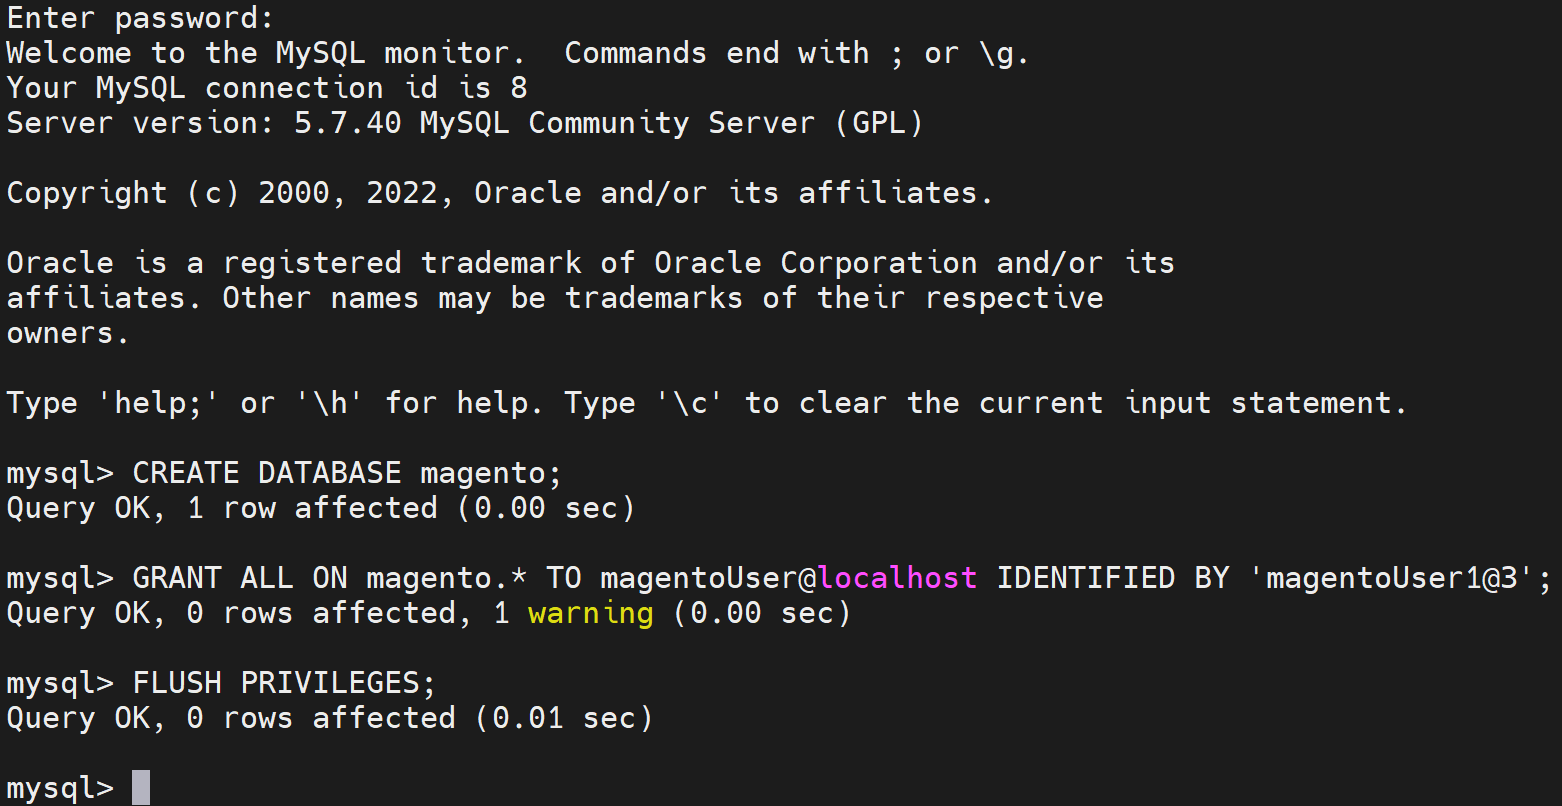 Enter password:
Welcome to the MySQL monitor.  Commands end with ; or \g.
Your MySQL connection id is 8
Server version: 5.7.40 MySQL Community Server (GPL)
Copyright (c) 2000, 2022, Oracle and/or its affiliates.
Oracle is a registered trademark of Oracle Corporation and/or its
affiliates. Other names may be trademarks of their respective
owners.
Type 'help;' or '\h' for help. Type '\c' to clear the current input statement.
mysql> CREATE DATABASE magento;
Query OK, 1 row affected (0.00 sec)
mysql> GRANT ALL ON magento.* TO magentoUser@localhost IDENTIFIED BY 'magentoUser1@3';
Query OK, 0 rows affected, 1 warning (0.00 sec)
mysql> FLUSH PRIVILEGES;
Query OK, 0 rows affected (0.01 sec)
mysql>